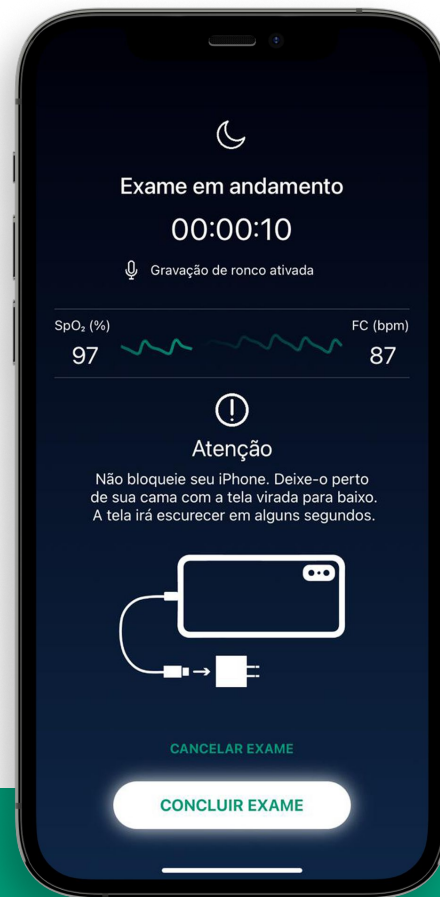 Exame em andamento
00:00:10
Gravação de ronco ativada
SpO₂ (%)
97
FC (bpm)
87
Atenção
Não bloqueie seu iPhone. Deixe-o perto
de sua cama com a tela virada para baixo.
A tela irá escurecer em alguns segundos.
CANCELAR EXAME
CONCLUIR EXAME